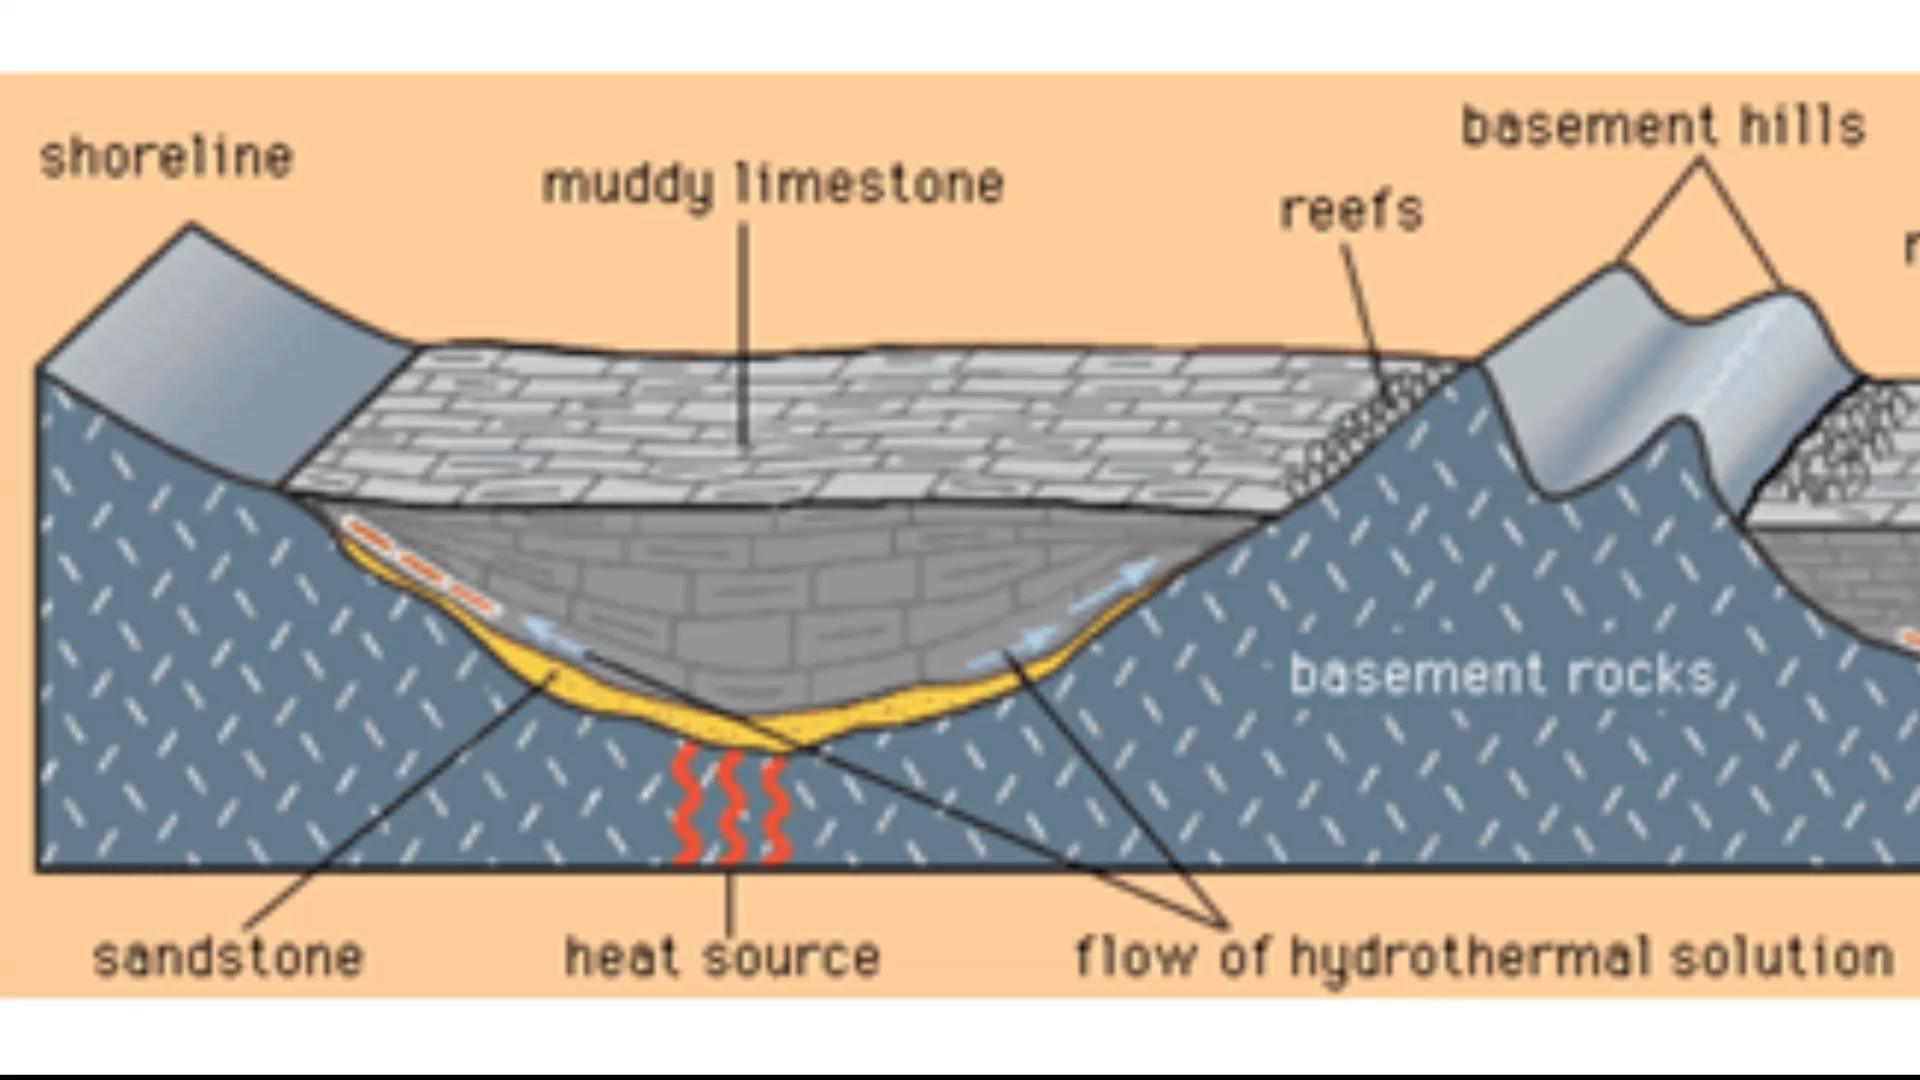 basement hills
shoreline
muddy limestone
reefs
basement rocks
sandstone
heat source
flow of hydrothermal solution